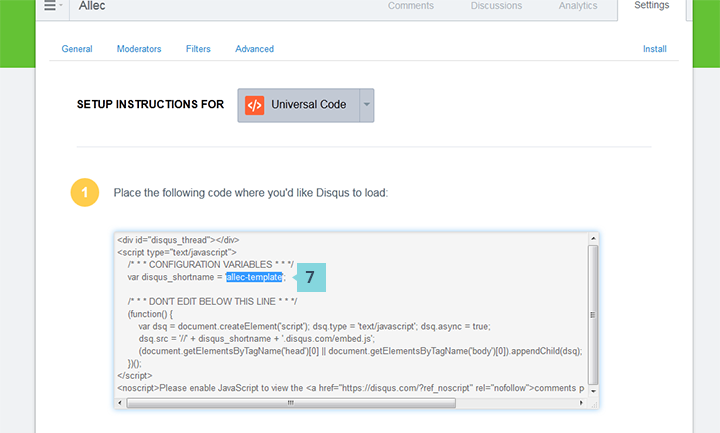 Allec
Comments
Discussions
Analytics
Settings
General
Moderators
Filters
Advanced
Install
SETUP INSTRUCTIONS FOR
</> Universal Code
1
Place the following code where you'd like Disqus to load:
<div id="disqus_thread"></div>
<script type="text/javascript">
/* * * CONFIGURATION VARIABLES * * */
var disqus_shortname = 'allec-template';
7
/* * * DON'T EDIT BELOW THIS LINE * * */
(function() {
var dsq = document.createElement('script'); dsq.type = 'text/javascript'; dsq.async = true;
dsq.src = '//' + disqus_shortname + '.disqus.com/embed.js';
(document.getElementsByTagName('head')[0] || document.getElementsByTagName('body')[0]).appendChild(dsq);
})();
</script>
<noscript>Please enable JavaScript to view the <a href="https://disqus.com/?ref_noscript" rel="nofollow">comments p